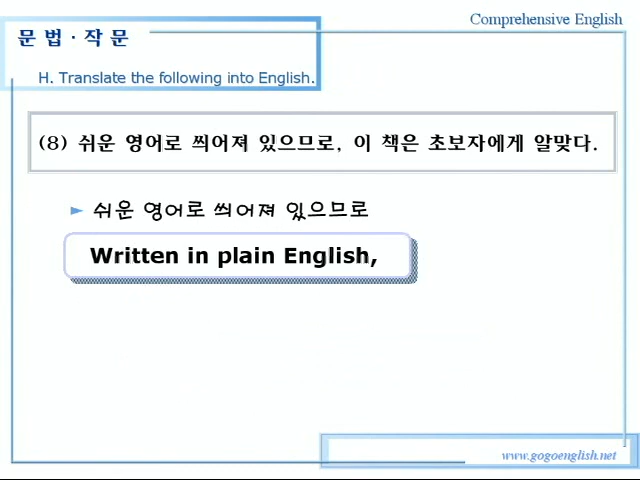 Comprehensive English
문 법 · 작 문
H. Translate the following into English.
(8) 쉬운 영어로 씌어져 있으므로, 이 책은 초보자에게 알맞다.
► 쉬운 영어로 씌어져 있으므로
Written in plain English,
www.gogoenglish.net